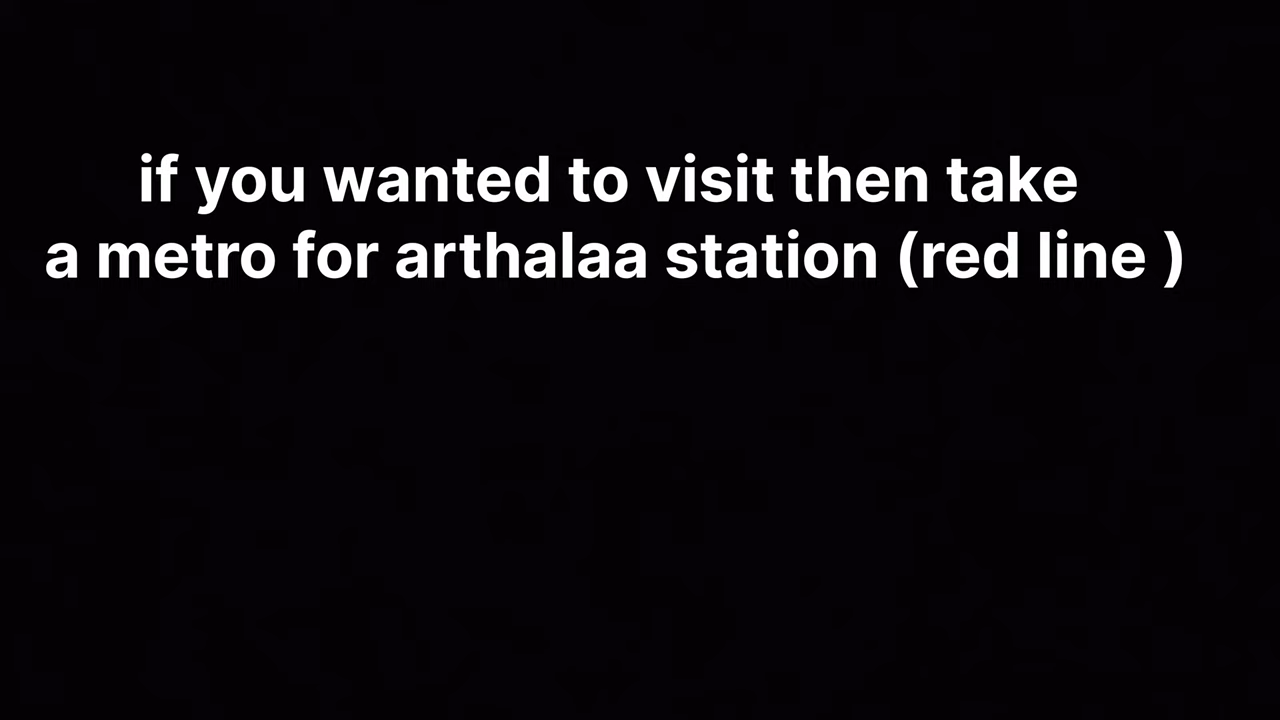 if you wanted to visit then take
a metro for arthalaa station (red line )